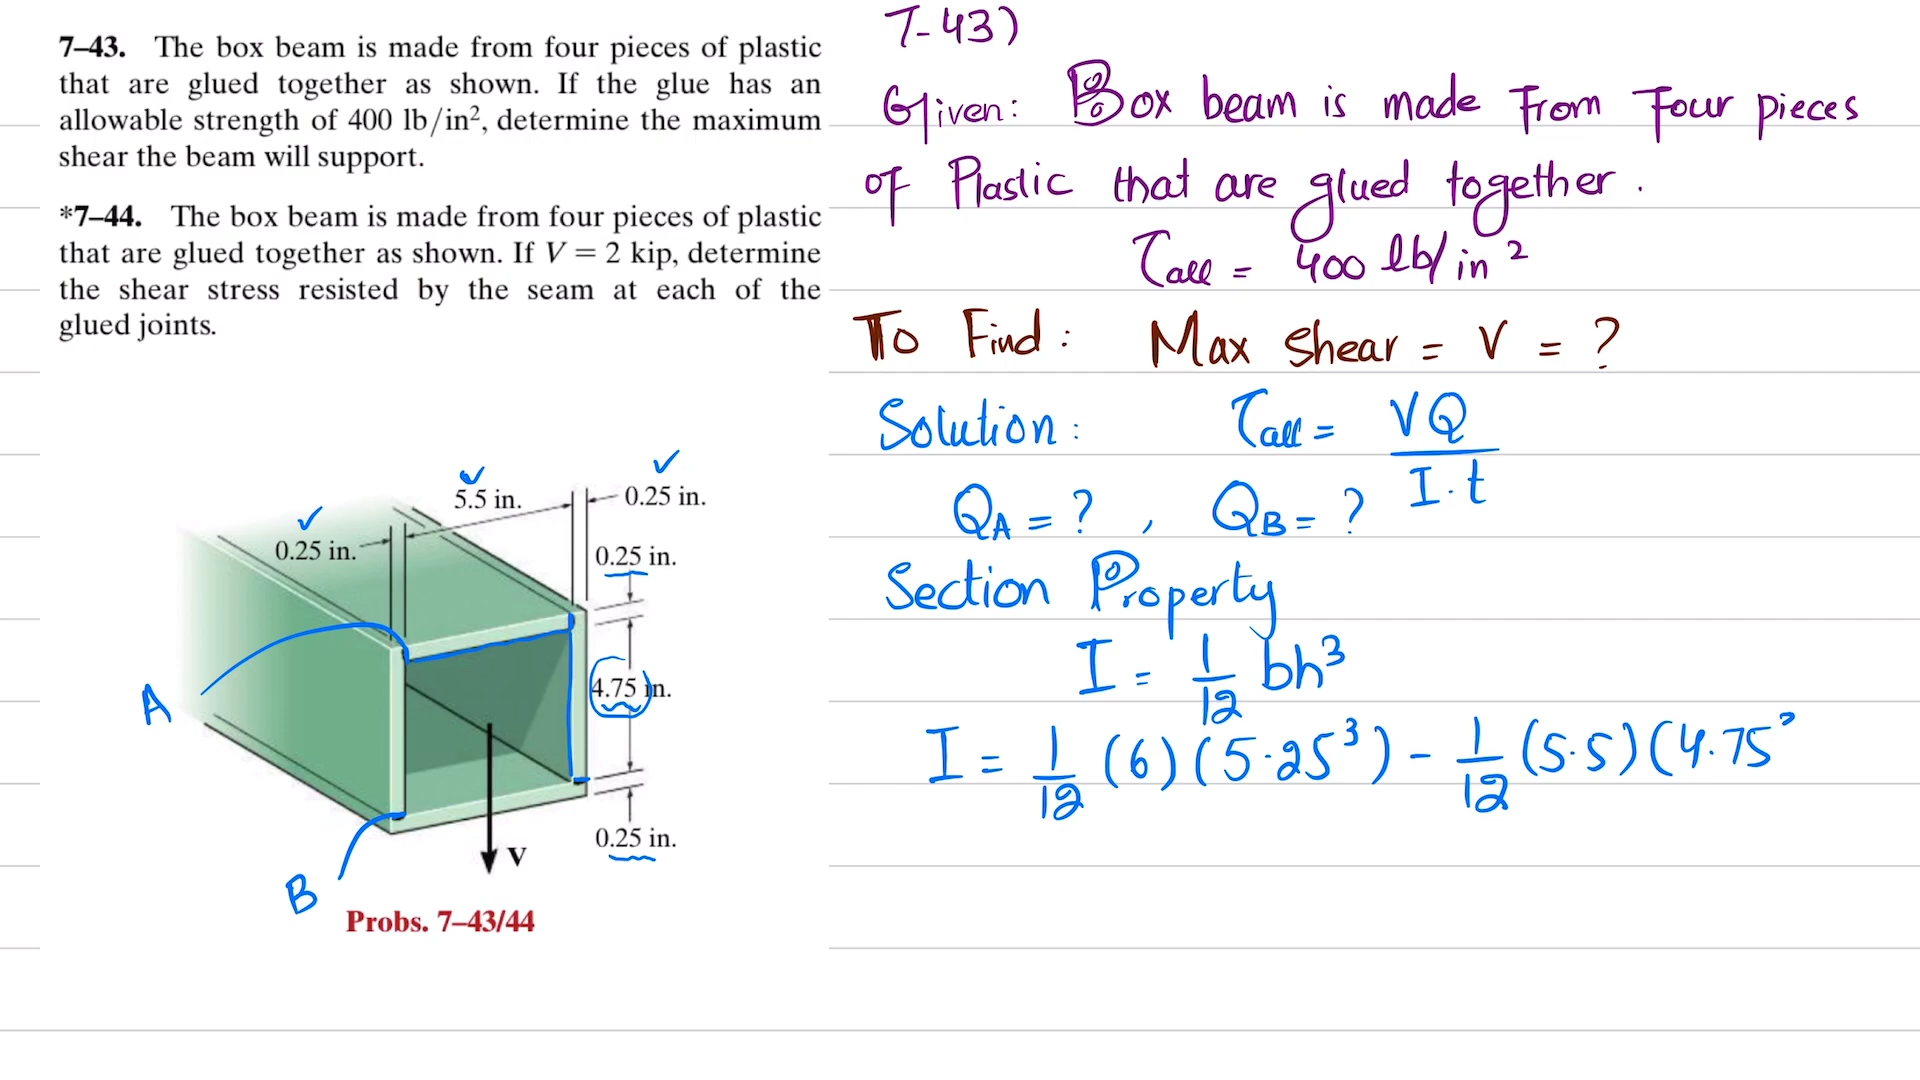 7–43. The box beam is made from four pieces of plastic
that are glued together as shown. If the glue has an
allowable strength of 400 lb/in², determine the maximum
shear the beam will support.
*7–44. The box beam is made from four pieces of plastic
that are glued together as shown. If V = 2 kip, determine
the shear stress resisted by the seam at each of the
glued joints.
5.5 in.
0.25 in.
0.25 in.
0.25 in.
4.75 in.
0.25 in.
V
A
B
Probs. 7–43/44
7-43)
Given: Box beam is made From Four pieces
of Plastic that are glued together.
τall = 400 lb/in²
To Find: Max Shear = V = ?
Solution: τall = VQ / I·t
QA = ? , QB = ?
Section Property
I = 1/12 bh³
I = 1/12 (6)(5.25³) - 1/12 (5.5)(4.75³